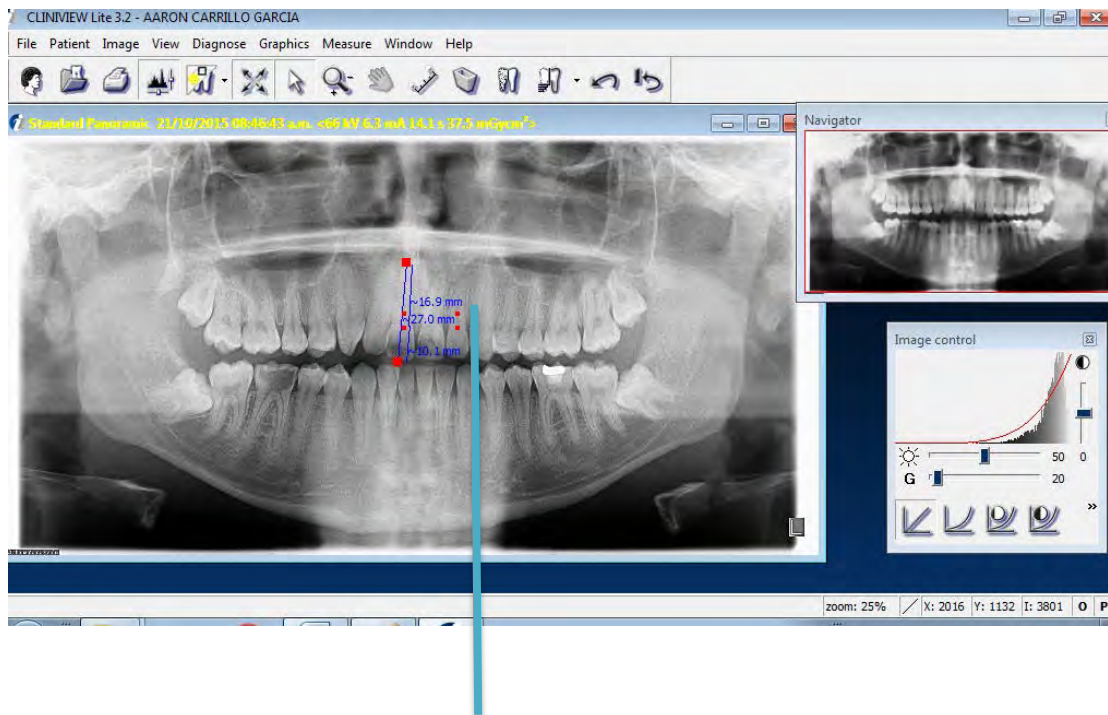 CLINIVIEW Lite 3.2 - AARON CARRILLO GARCIA
File Patient Image View Diagnose Graphics Measure Window Help
Standard Panoramic 21/10/2015 08:46:43 a.m. <66 kV 6.3 mA 14.1 s 37.5 mGycm²>
Navigator
~16.9 mm
~27.0 mm
~10.1 mm
Image control
50 0
G 20
»
L
zoom: 25% X: 2016 Y: 1132 I: 3801 O P